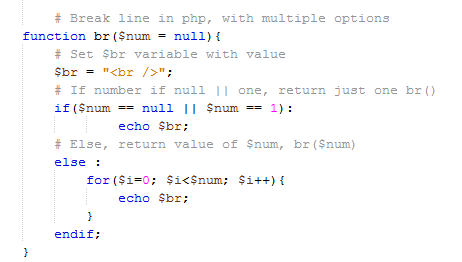 # Break line in php, with multiple options
function br($num = null){
# Set $br variable with value
$br = "<br />";
# If number if null || one, return just one br()
if($num == null || $num == 1):
echo $br;
# Else, return value of $num, br($num)
else :
for($i=0; $i<$num; $i++){
echo $br;
}
endif;
}